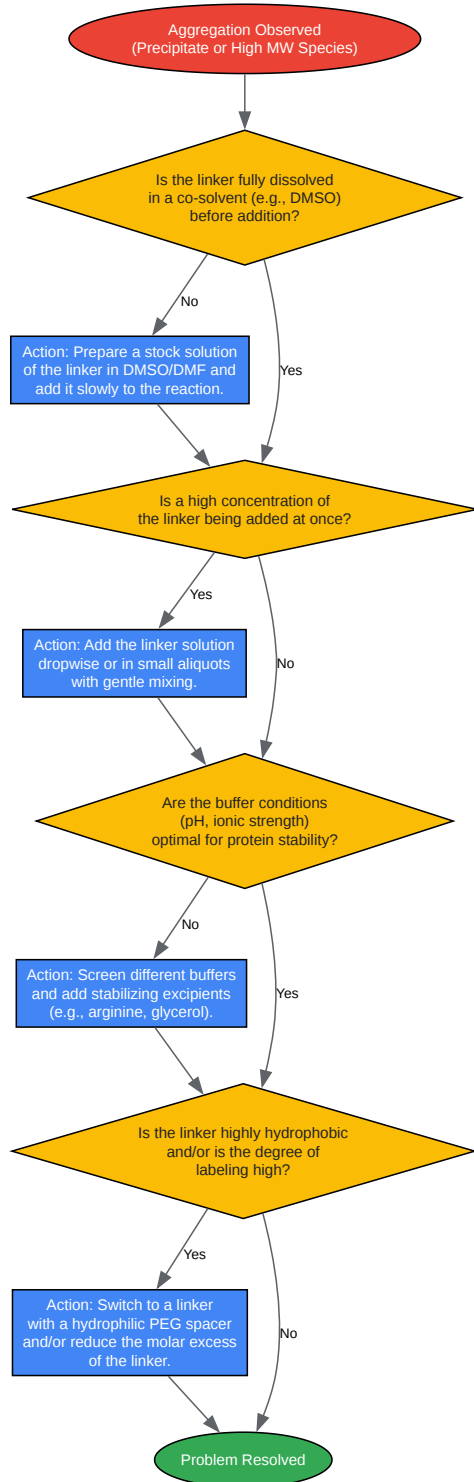 Aggregation Observed
(Precipitate or High MW Species)
Is the linker fully dissolved
in a co-solvent (e.g., DMSO)
before addition?
No
Yes
Action: Prepare a stock solution
of the linker in DMSO/DMF and
add it slowly to the reaction.
Is a high concentration of
the linker being added at once?
Yes
No
Action: Add the linker solution
dropwise or in small aliquots
with gentle mixing.
Are the buffer conditions
(pH, ionic strength)
optimal for protein stability?
No
Yes
Action: Screen different buffers
and add stabilizing excipients
(e.g., arginine, glycerol).
Is the linker highly hydrophobic
and/or is the degree of
labeling high?
Yes
No
Action: Switch to a linker
with a hydrophilic PEG spacer
and/or reduce the molar excess
of the linker.
Problem Resolved